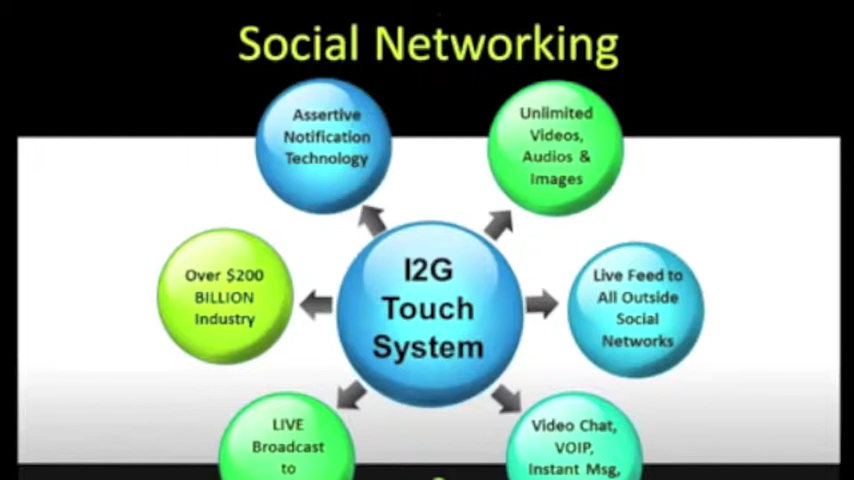 Social Networking
Assertive
Notification
Technology
Unlimited
Videos,
Audios &
Images
Over $200
BILLION
Industry
I2G
Touch
System
Live Feed to
All Outside
Social
Networks
LIVE
Broadcast
to
Video Chat,
VOIP,
Instant Msg,